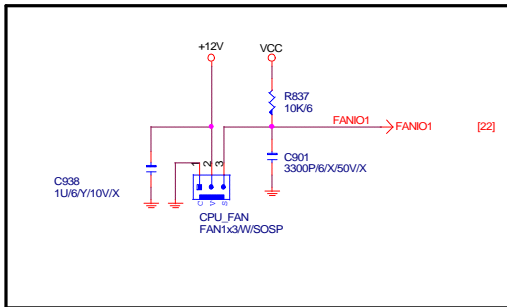 +12V
VCC
R837
10K/6
FANIO1
FANIO1
[22]
C901
3300P/6/X/50V/X
1
2
3
C938
1U/6/Y/10V/X
C
V
S
CPU_FAN
FAN1x3/W/SOSP